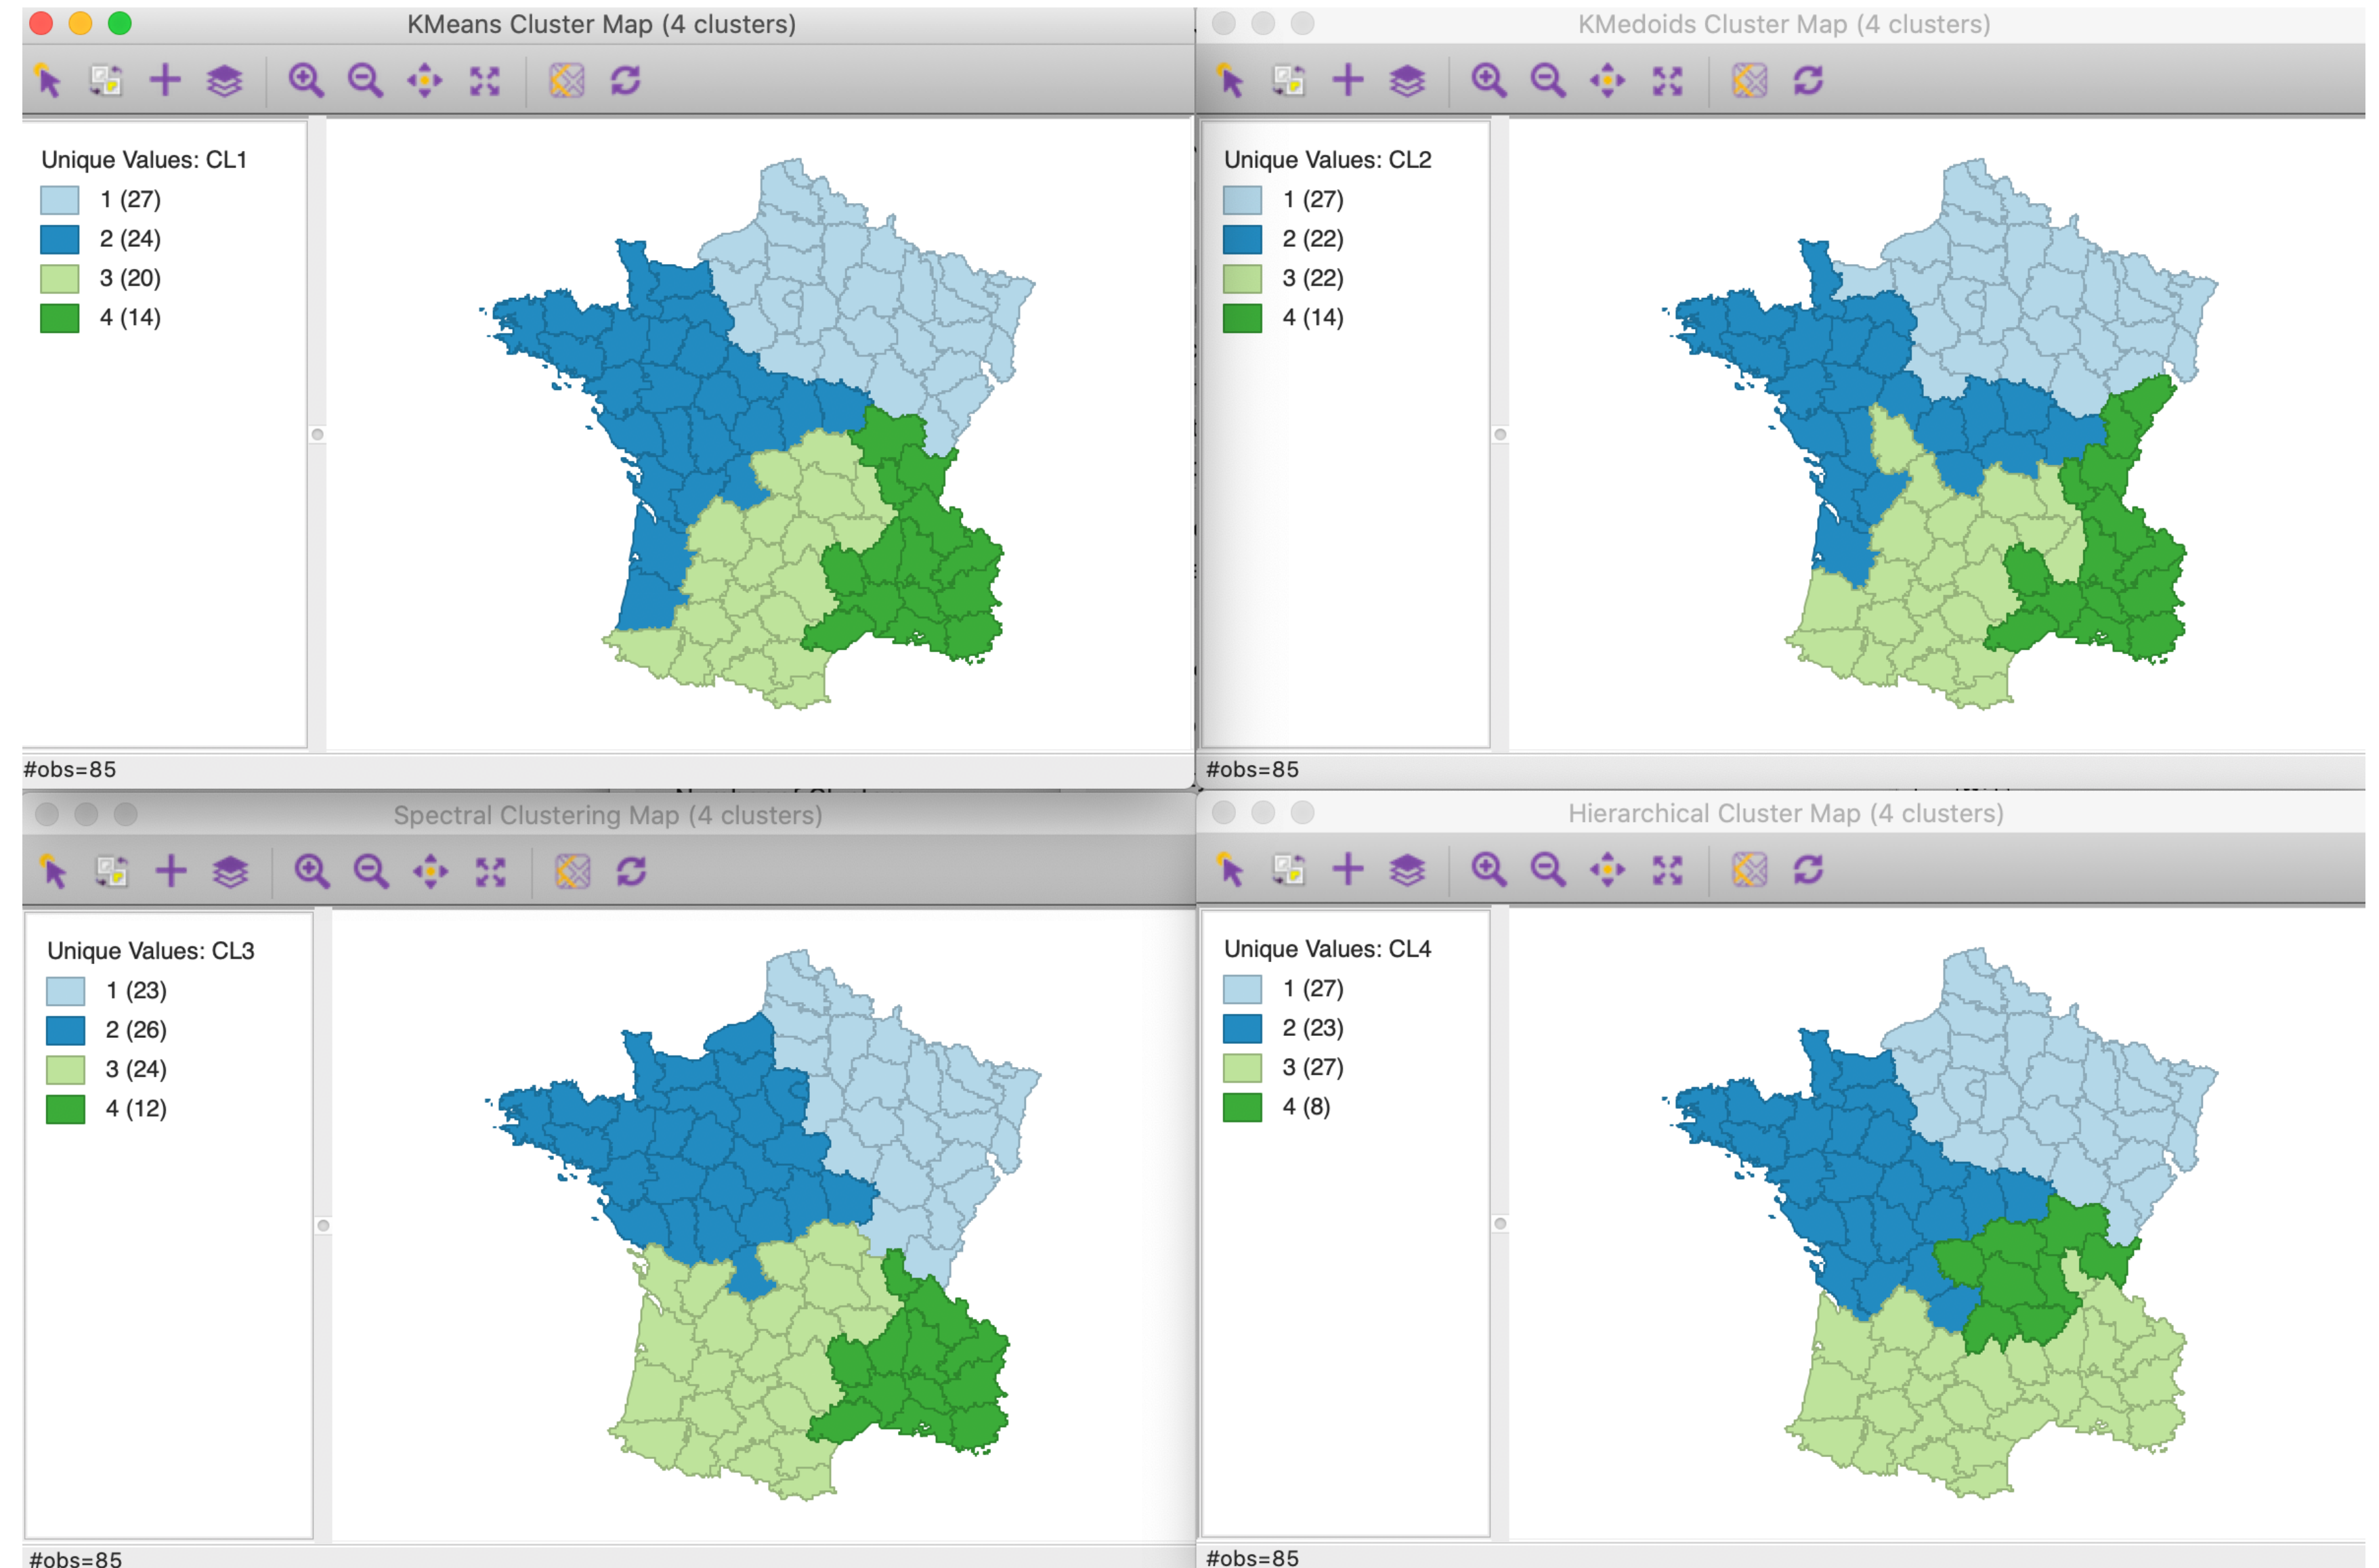 KMeans Cluster Map (4 clusters)
Unique Values: CL1
1 (27)
2 (24)
3 (20)
4 (14)
#obs=85
KMedoids Cluster Map (4 clusters)
Unique Values: CL2
1 (27)
2 (22)
3 (22)
4 (14)
#obs=85
Spectral Clustering Map (4 clusters)
Unique Values: CL3
1 (23)
2 (26)
3 (24)
4 (12)
#obs=85
Hierarchical Cluster Map (4 clusters)
Unique Values: CL4
1 (27)
2 (23)
3 (27)
4 (8)
#obs=85